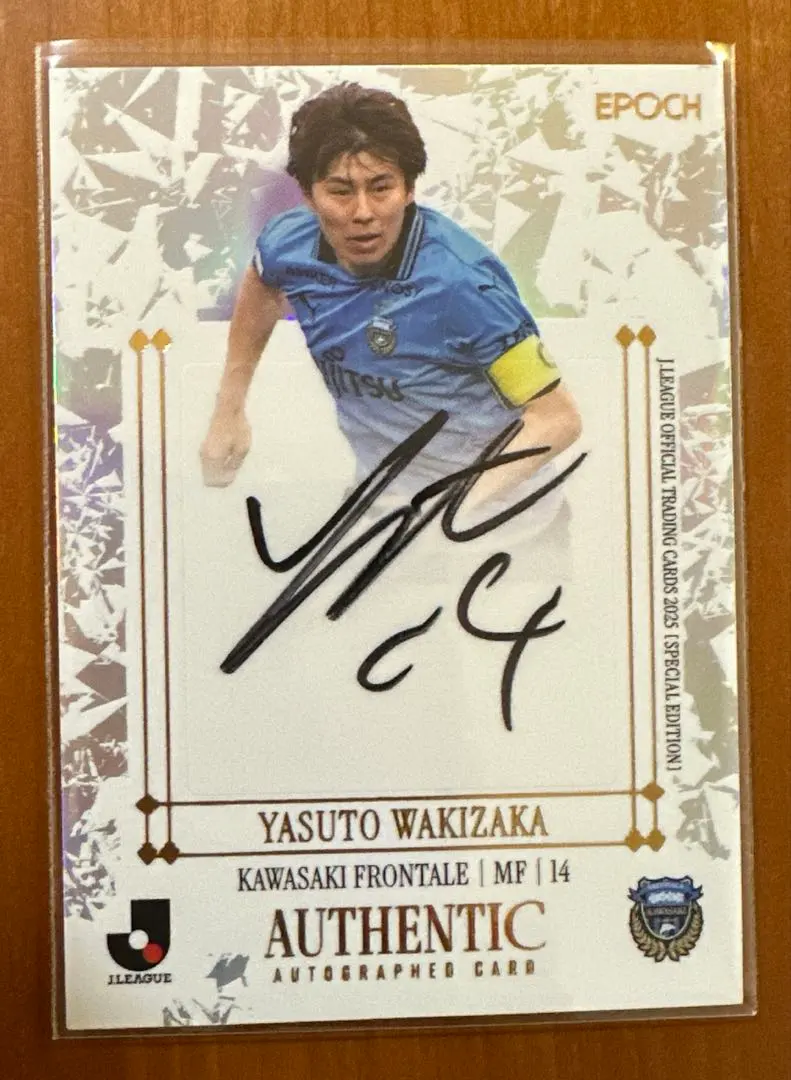 EPOCH
J.LEAGUE OFFICIAL TRADING CARDS 2025 [SPECIAL EDITION]
YASUTO WAKIZAKA
KAWASAKI FRONTALE | MF | 14
AUTHENTIC
AUTOGRAPHED CARD
J.LEAGUE